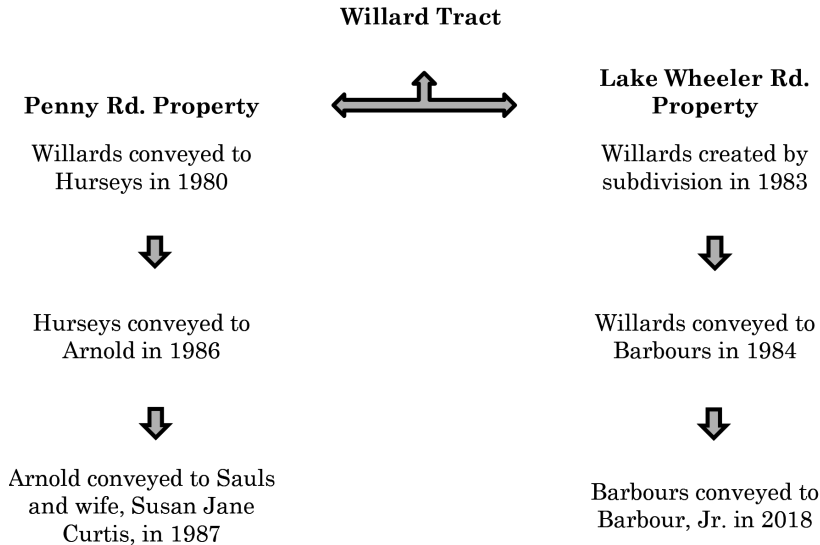 Willard Tract
Penny Rd. Property
Willards conveyed to
Hurseys in 1980
Hurseys conveyed to
Arnold in 1986
Arnold conveyed to Sauls
and wife, Susan Jane
Curtis, in 1987
Lake Wheeler Rd.
Property
Willards created by
subdivision in 1983
Willards conveyed to
Barbours in 1984
Barbours conveyed to
Barbour, Jr. in 2018